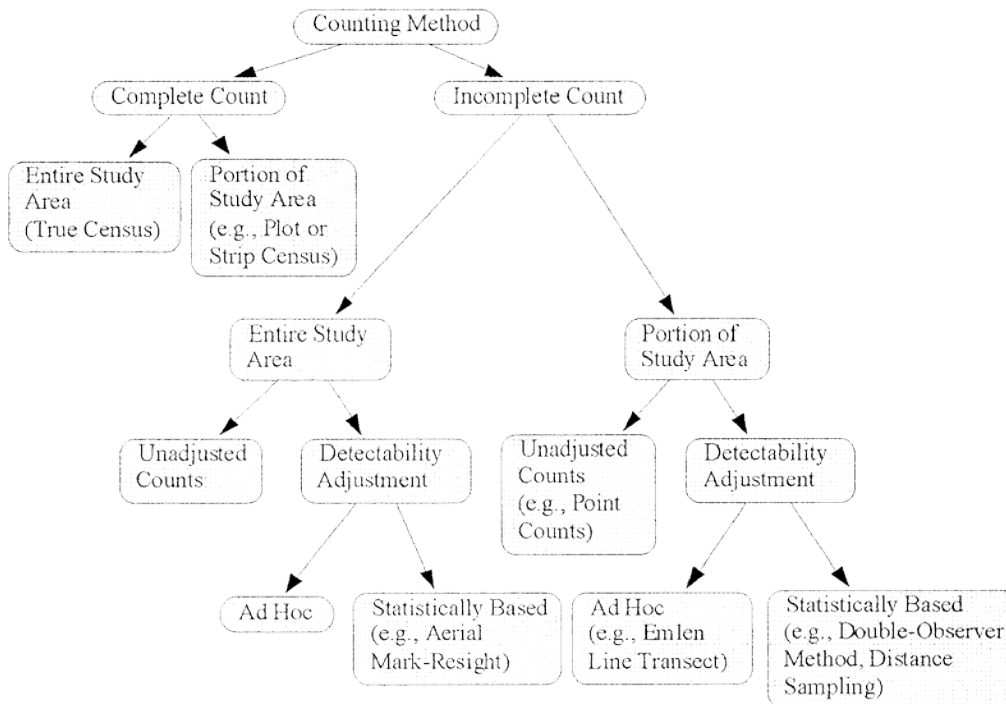 Counting Method
Complete Count
Incomplete Count
Entire Study
Area
(True Census)
Portion of
Study Area
(e.g., Plot or
Strip Census)
Entire Study
Area
Portion of
Study Area
Unadjusted
Counts
Detectability
Adjustment
Unadjusted
Counts
(e.g., Point
Counts)
Detectability
Adjustment
Ad Hoc
Statistically Based
(e.g., Aerial
Mark-Resight)
Ad Hoc
(e.g., Emlen
Line Transect)
Statistically Based
(e.g., Double-Observer
Method, Distance
Sampling)